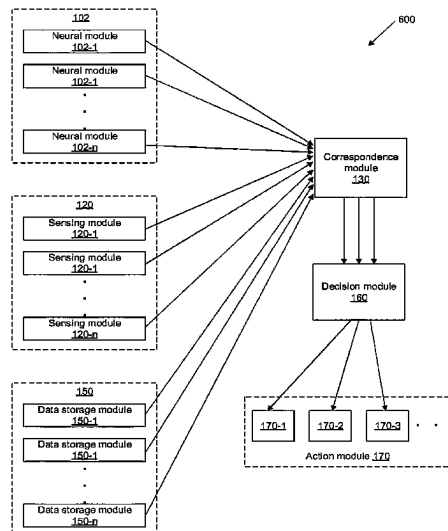 102
Neural module
102-1
Neural module
102-1
Neural module
102-n
120
Sensing module
120-1
Sensing module
120-1
Sensing module
120-n
150
Data storage module
150-1
Data storage module
150-1
Data storage module
150-n
600
Correspondence
module
130
Decision module
160
170-1 170-2 170-3
Action module 170